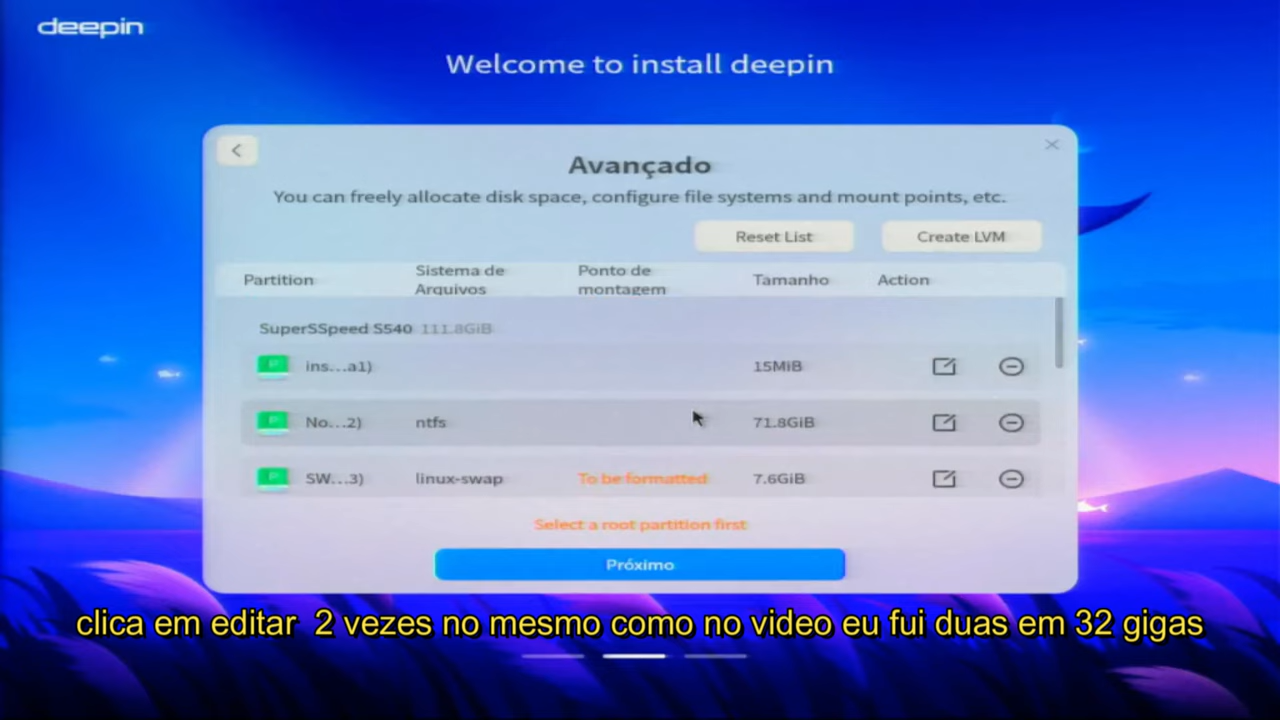 deepin
Welcome to install deepin
Avançado
You can freely allocate disk space, configure file systems and mount points, etc.
Reset List
Create LVM
Partition
Sistema de
Arquivos
Ponto de
montagem
Tamanho
Action
SuperSSpeed S540 111.8GiB
ins...a1)
15MiB
No...2)
ntfs
71.8GiB
SW...3)
linux-swap
To be formatted
7.6GiB
Select a root partition first
Próximo
clica em editar 2 vezes no mesmo como no video eu fui duas em 32 gigas